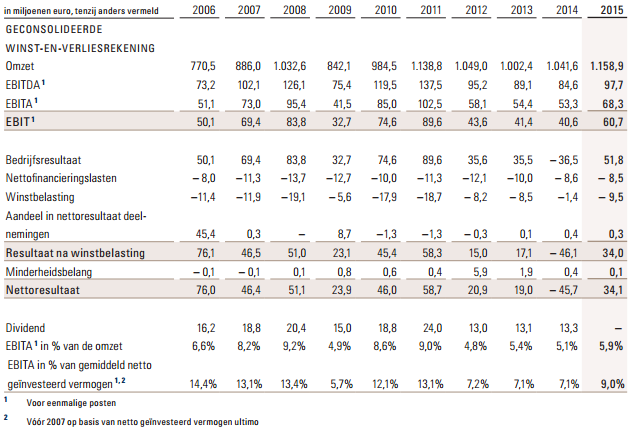 in miljoenen euro, tenzij anders vermeld 2006 2007 2008 2009 2010 2011 2012 2013 2014 2015
GECONSOLIDEERDE
WINST-EN-VERLIESREKENING
Omzet 770,5 886,0 1.032,6 842,1 984,5 1.138,8 1.049,0 1.002,4 1.041,6 1.158,9
EBITDA 1 73,2 102,1 126,1 75,4 119,5 137,5 95,2 89,1 84,6 97,7
EBITA 1 51,1 73,0 95,4 41,5 85,0 102,5 58,1 54,4 53,3 68,3
EBIT 1 50,1 69,4 83,8 32,7 74,6 89,6 43,6 41,4 40,6 60,7
Bedrijfsresultaat 50,1 69,4 83,8 32,7 74,6 89,6 35,6 35,5 –36,5 51,8
Nettofinancieringslasten – 8,0 –11,3 –13,7 –12,7 –10,0 –11,3 –12,1 –10,0 – 8,6 – 8,5
Winstbelasting –11,4 –11,9 –19,1 – 5,6 –17,9 –18,7 – 8,2 – 8,5 –1,4 – 9,5
Aandeel in nettoresultaat deel-
nemingen 45,4 0,3 – 8,7 –1,3 –1,3 – 0,3 0,1 0,4 0,3
Resultaat na winstbelasting 76,1 46,5 51,0 23,1 45,4 58,3 15,0 17,1 – 46,1 34,0
Minderheidsbelang – 0,1 – 0,1 0,1 0,8 0,6 0,4 5,9 1,9 0,4 0,1
Nettoresultaat 76,0 46,4 51,1 23,9 46,0 58,7 20,9 19,0 – 45,7 34,1
Dividend 16,2 18,8 20,4 15,0 18,8 24,0 13,0 13,1 13,3 –
EBITA 1 in % van de omzet 6,6% 8,2% 9,2% 4,9% 8,6% 9,0% 4,8% 5,4% 5,1% 5,9%
EBITA in % van gemiddeld netto
geïnvesteerd vermogen 1, 2 14,4% 13,1% 13,4% 5,7% 12,1% 13,1% 7,2% 7,1% 7,1% 9,0%
1 Voor eenmalige posten
2 Vóór 2007 op basis van netto geïnvesteerd vermogen ultimo